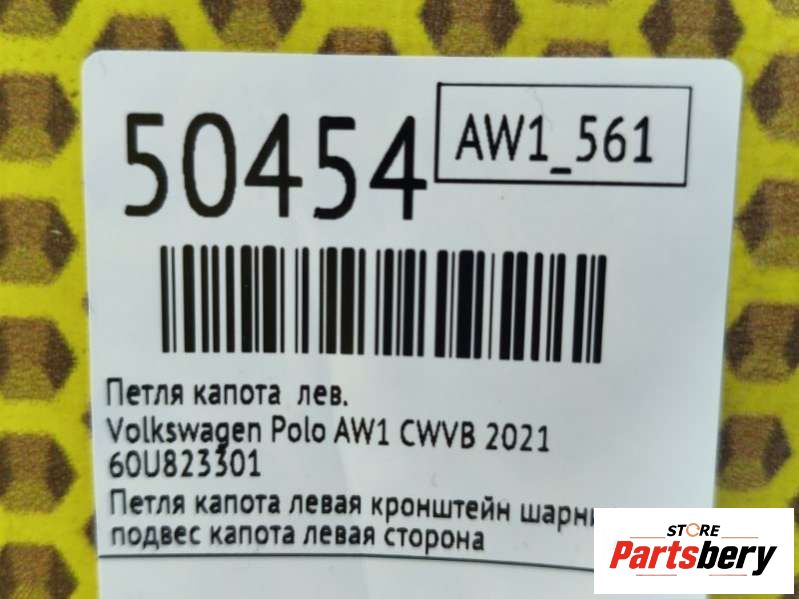 50454
AW1_561
Петля капота лев.
Volkswagen Polo AW1 CWVB 2021
60U823301
Петля капота левая кронштейн
подвес капота левая сторона
STORE
Partsbery